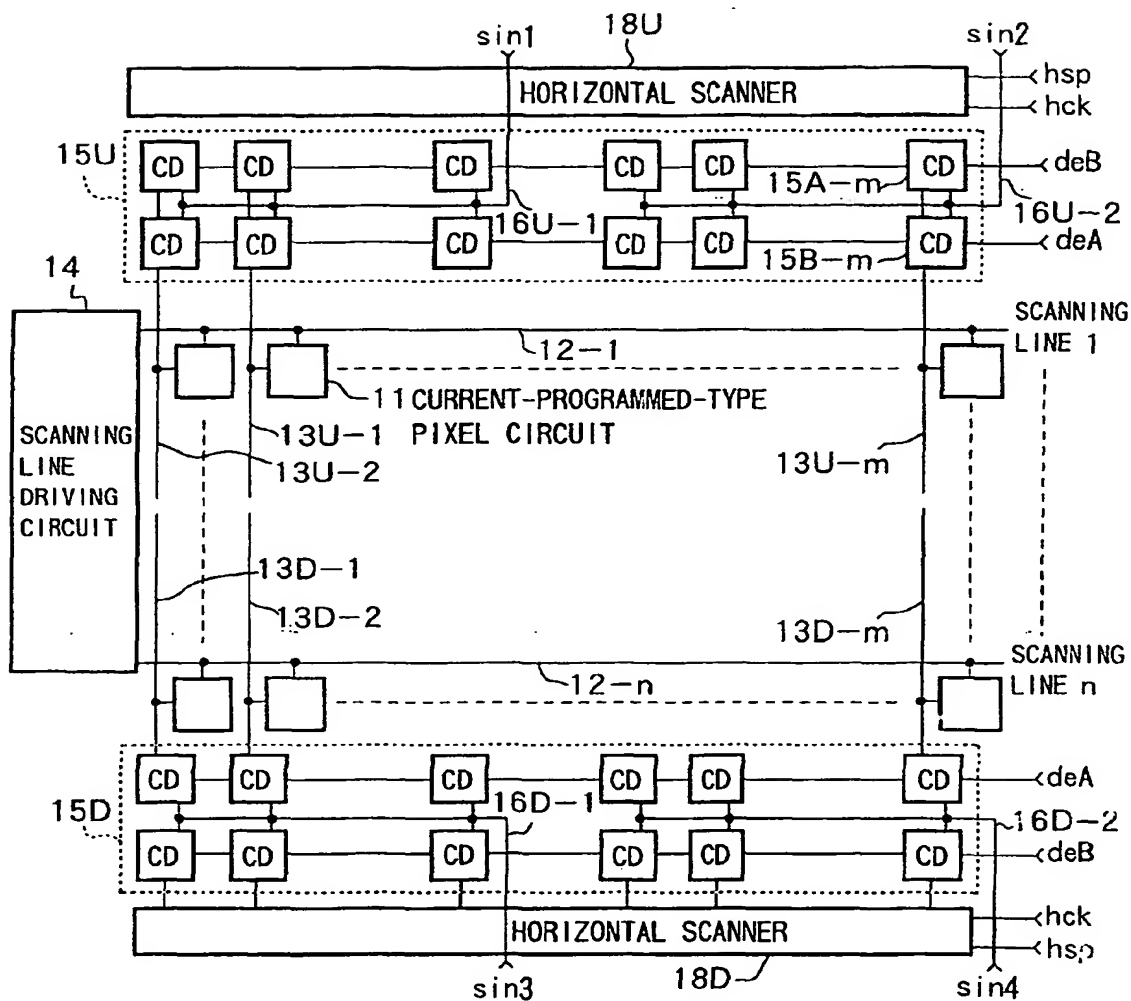 18U
sin1
sin2
HORIZONTAL SCANNER
hsp
hck
15U
CD CD CD CD CD CD
deB
15A-m
16U-1
16U-2
CD CD CD CD CD CD
deA
15B-m
14
SCANNING
LINE 1
12-1
11 CURRENT-PROGRAMMED-TYPE
PIXEL CIRCUIT
SCANNING
LINE
DRIVING
CIRCUIT
13U-1
13U-2
13U-m
13D-1
13D-2
13D-m
SCANNING
LINE n
12-n
CD CD CD CD CD CD
deA
15D
16D-1
16D-2
CD CD CD CD CD CD
deB
HORIZONTAL SCANNER
hck
hsp
sin3
18D
sin4